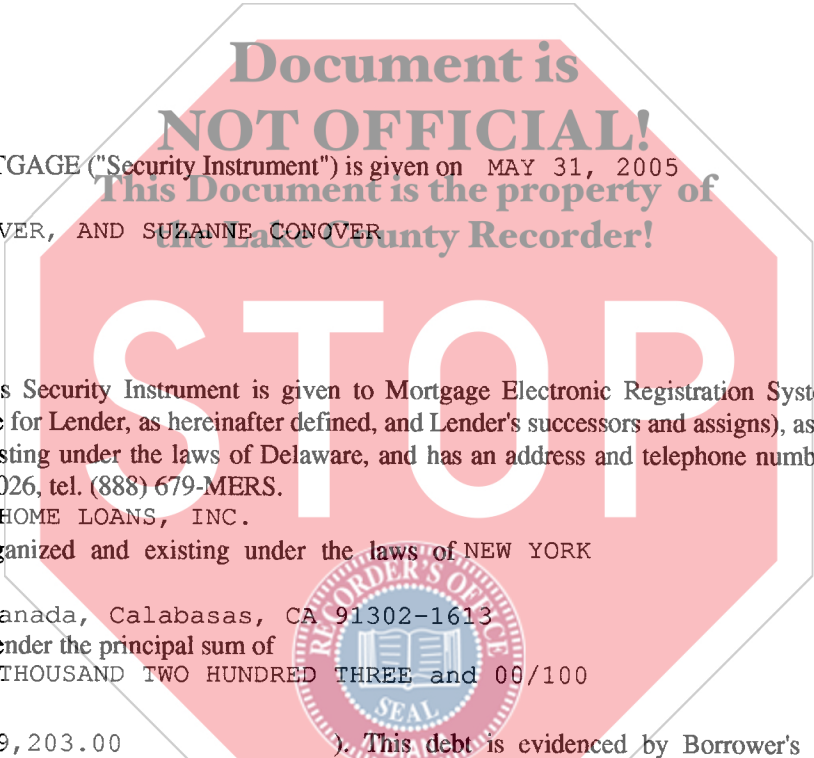 Document is
NOT OFFICIAL!
TGAGE ("Security Instrument") is given on MAY 31, 2005
This Document is the property of
VER, AND SUZANNE CONOVER
the Lake County Recorder!
STOP
s Security Instrument is given to Mortgage Electronic Registration Syst
for Lender, as hereinafter defined, and Lender's successors and assigns), as
sting under the laws of Delaware, and has an address and telephone numb
026, tel. (888) 679-MERS.
HOME LOANS, INC.
ganized and existing under the laws of NEW YORK
anada, Calabasas, CA 91302-1613
ender the principal sum of
THOUSAND TWO HUNDRED THREE and 00/100
RECORDER'S OFFICE
SEAL
9,203.00 ). This debt is evidenced by Borrower's